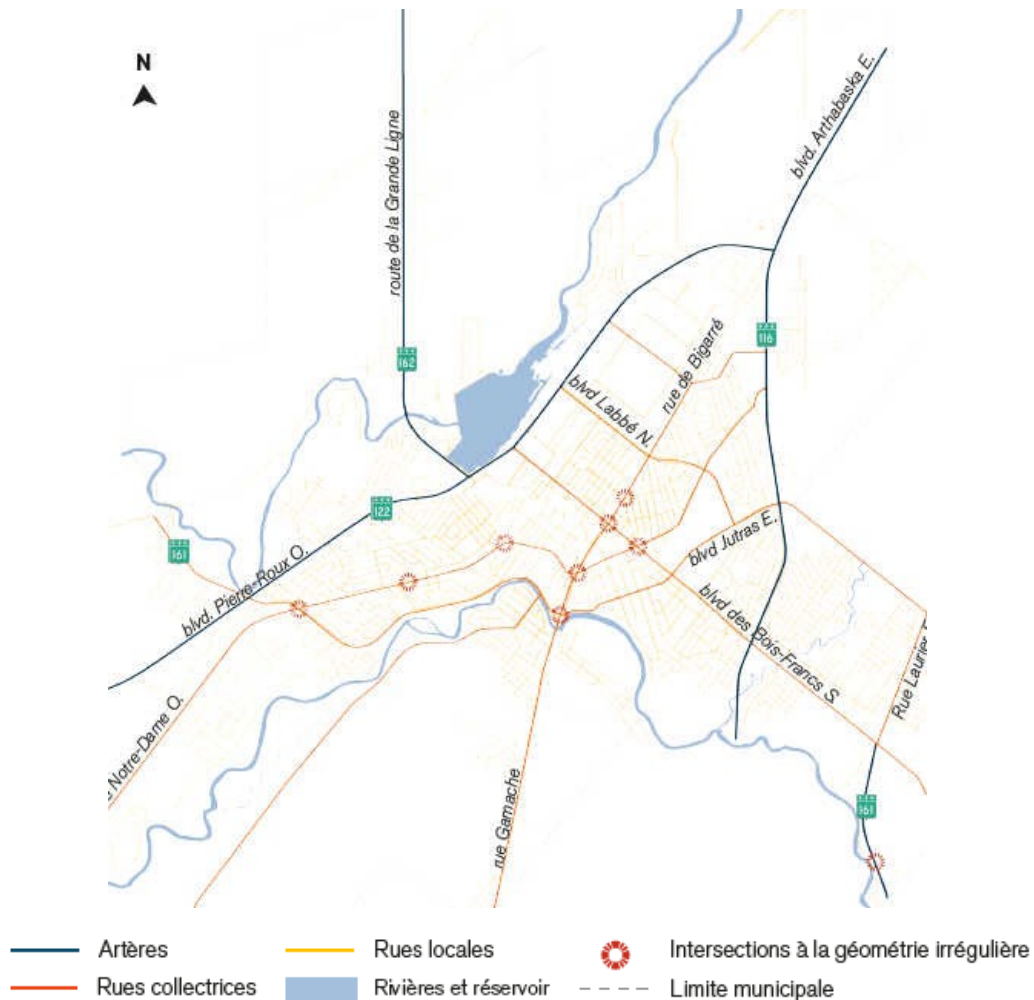 N
blvd. Arthabaska E.
route de la Grande Ligne
116
162
rue de Bigarré
blvd Labbé N.
122
161
blvd. Pierre-Roux O.
blvd Jutras E.
blvd des Bois-Francs S.
Rue Laurier
Notre-Dame O.
rue Gamache
161
Artères
Rues locales
Intersections à la géométrie irrégulière
Rues collectrices
Rivières et réservoir
Limite municipale